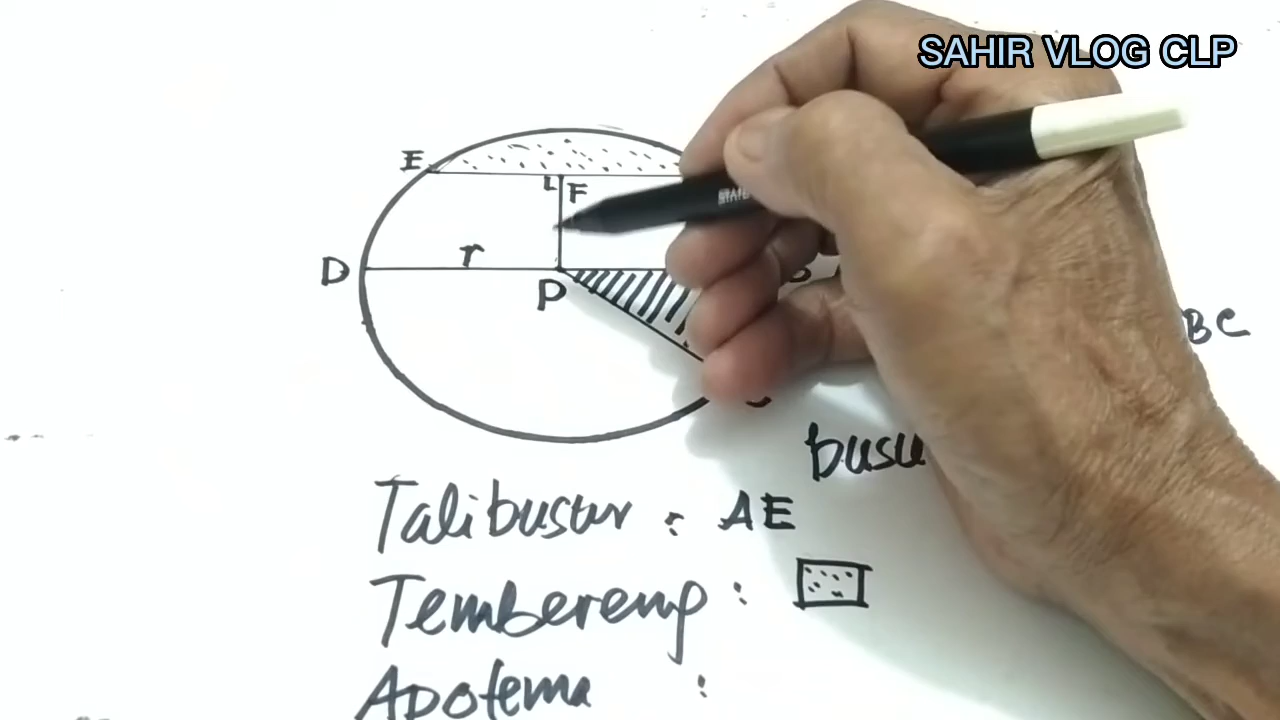 SAHIR VLOG CLP
E
F
r
D
P
B
BC
busu
Talibusur : AE
Tembereng :
Apotema :